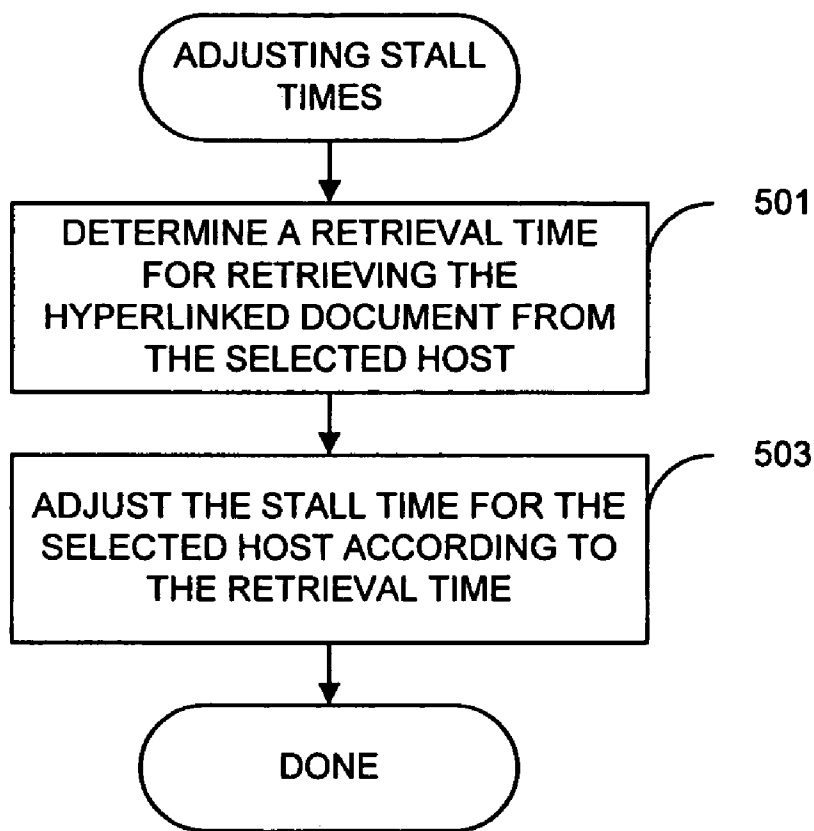 ADJUSTING STALL
TIMES
501
DETERMINE A RETRIEVAL TIME
FOR RETRIEVING THE
HYPERLINKED DOCUMENT FROM
THE SELECTED HOST
503
ADJUST THE STALL TIME FOR THE
SELECTED HOST ACCORDING TO
THE RETRIEVAL TIME
DONE